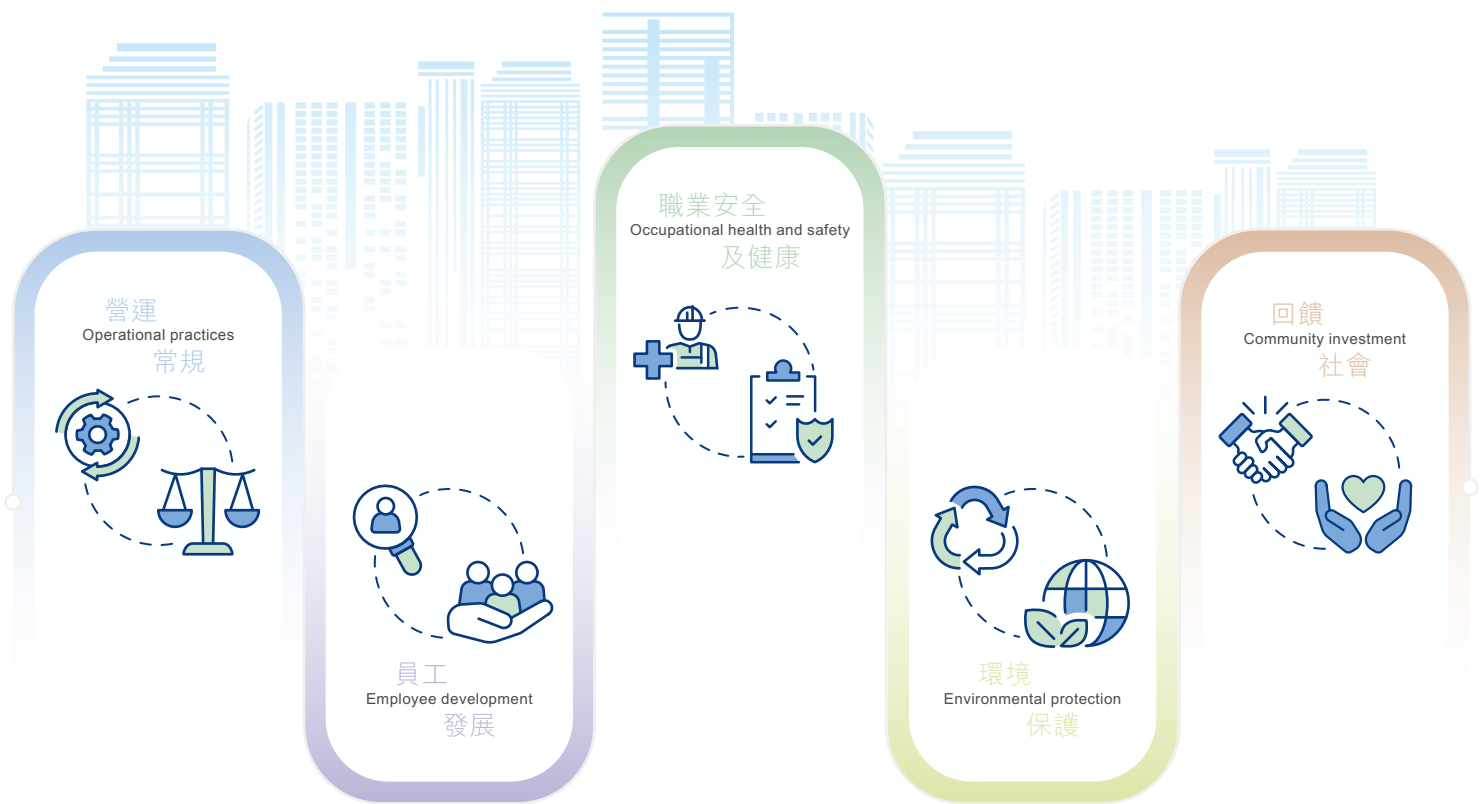 營運
Operational practices
常規
員工
Employee development
發展
職業安全
Occupational health and safety
及健康
環境
Environmental protection
保護
回饋
Community investment
社會